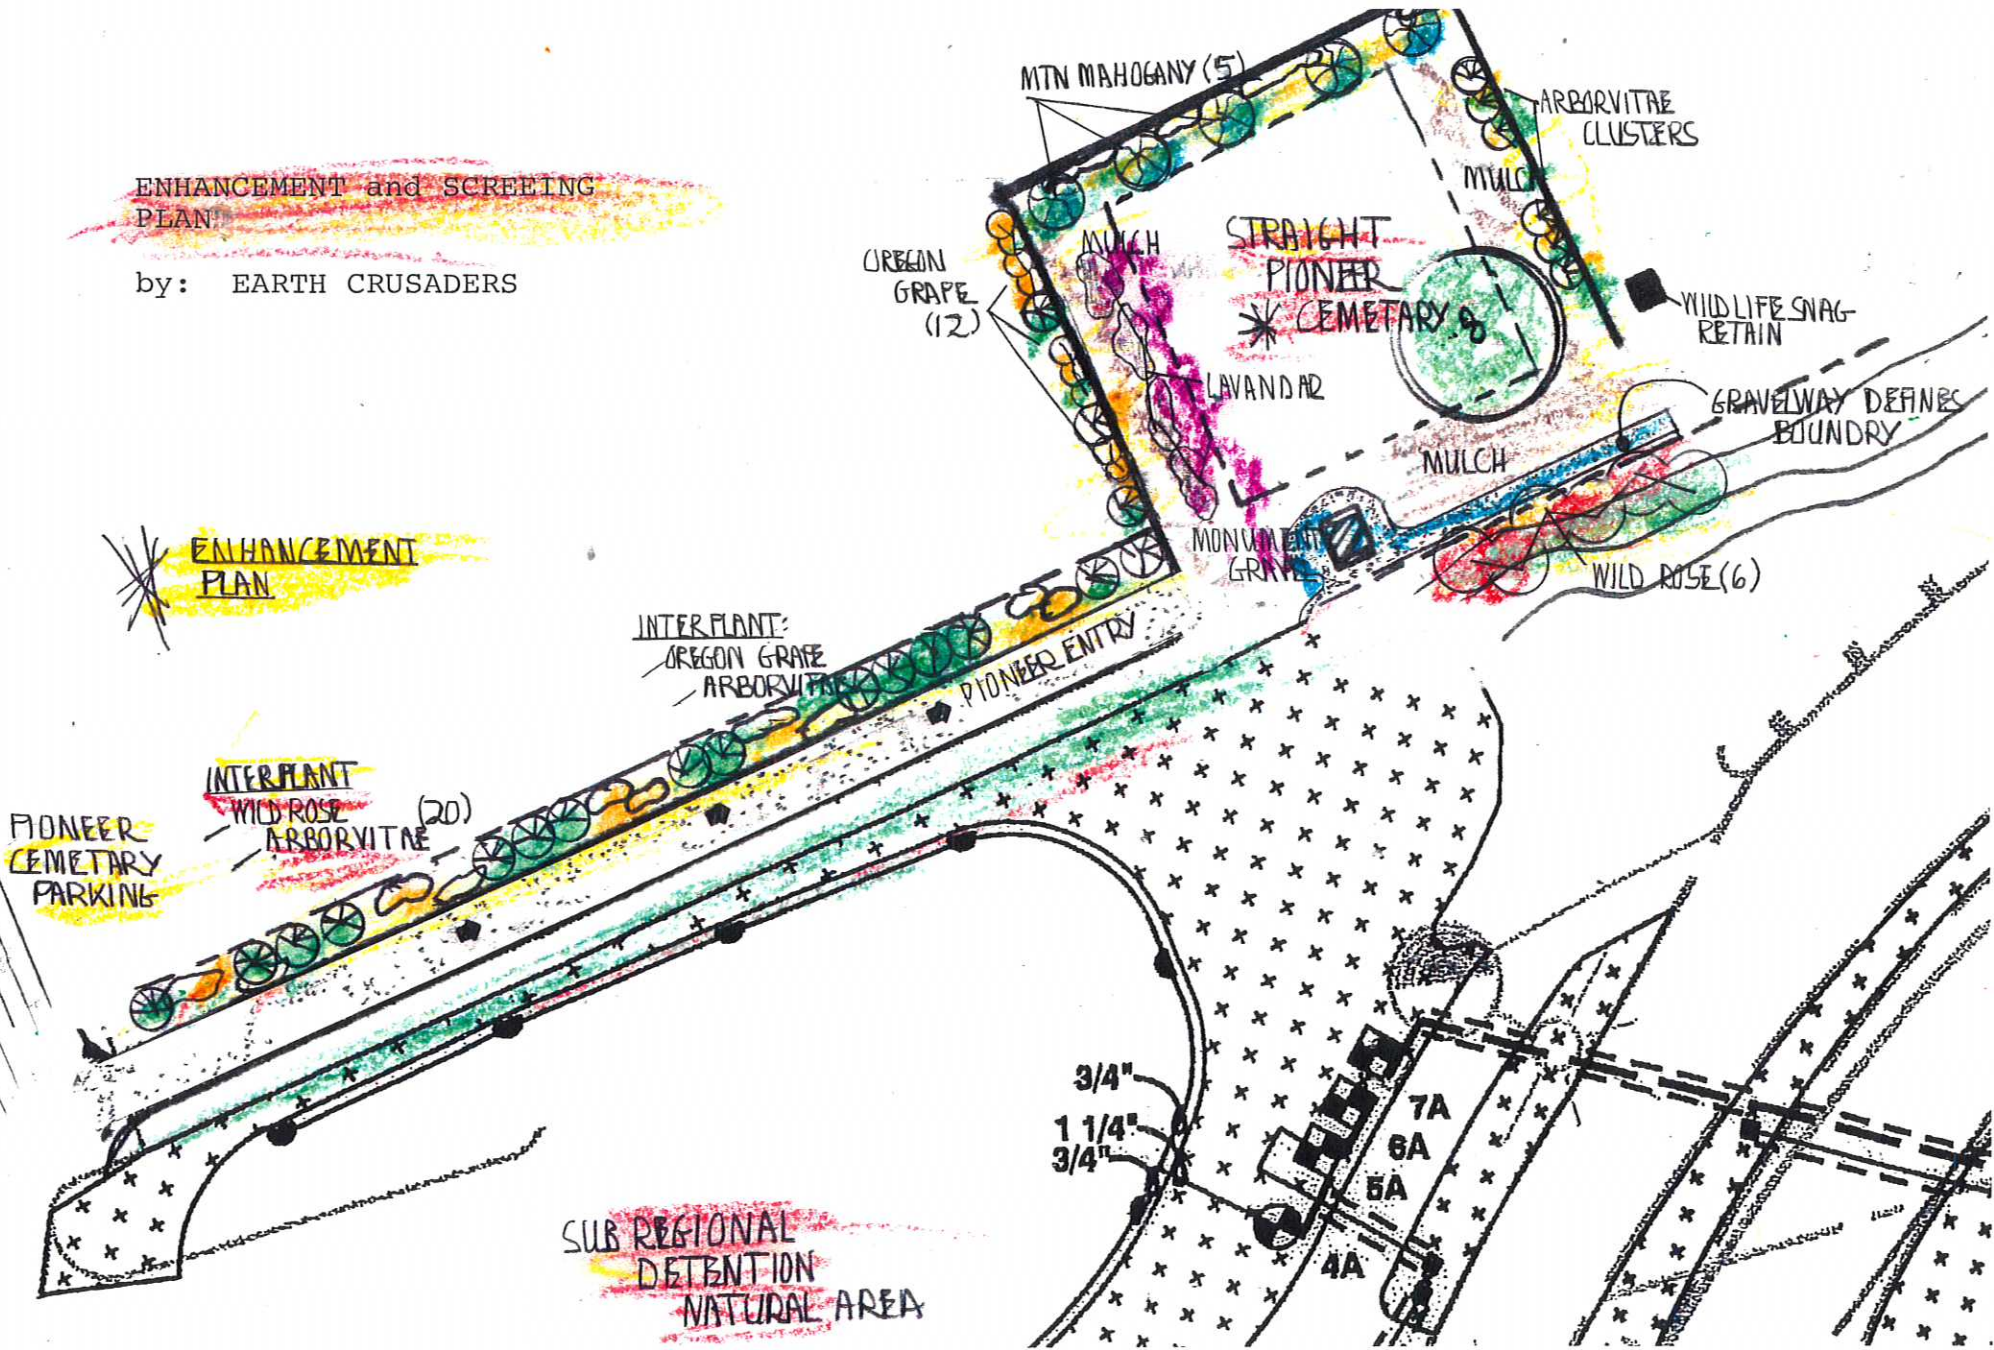 ENHANCEMENT and SCREEING
PLAN
by: EARTH CRUSADERS
MTN MAHOGANY (5)
ARBORVITAE
CLUSTERS
MULCH
OREGON
GRAPE
(12)
MULCH
STRAIGHT
PIONEER
CEMETARY
8
WILDLIFE SNAG
RETAIN
LAVANDAR
GRAVELWAY DEFINES
BOUNDRY
MULCH
MONUMENT
WILD ROSE (6)
ENHANCEMENT
PLAN
INTERPLANT:
OREGON GRAPE
ARBORVITAE
PIONEER ENTRY
INTERPLANT
WILD ROSE (20)
ARBORVITAE
PIONEER
CEMETARY
PARKING
3/4"
1 1/4"
3/4"
7A
6A
5A
4A
SUB REGIONAL
DETENTION
NATURAL AREA